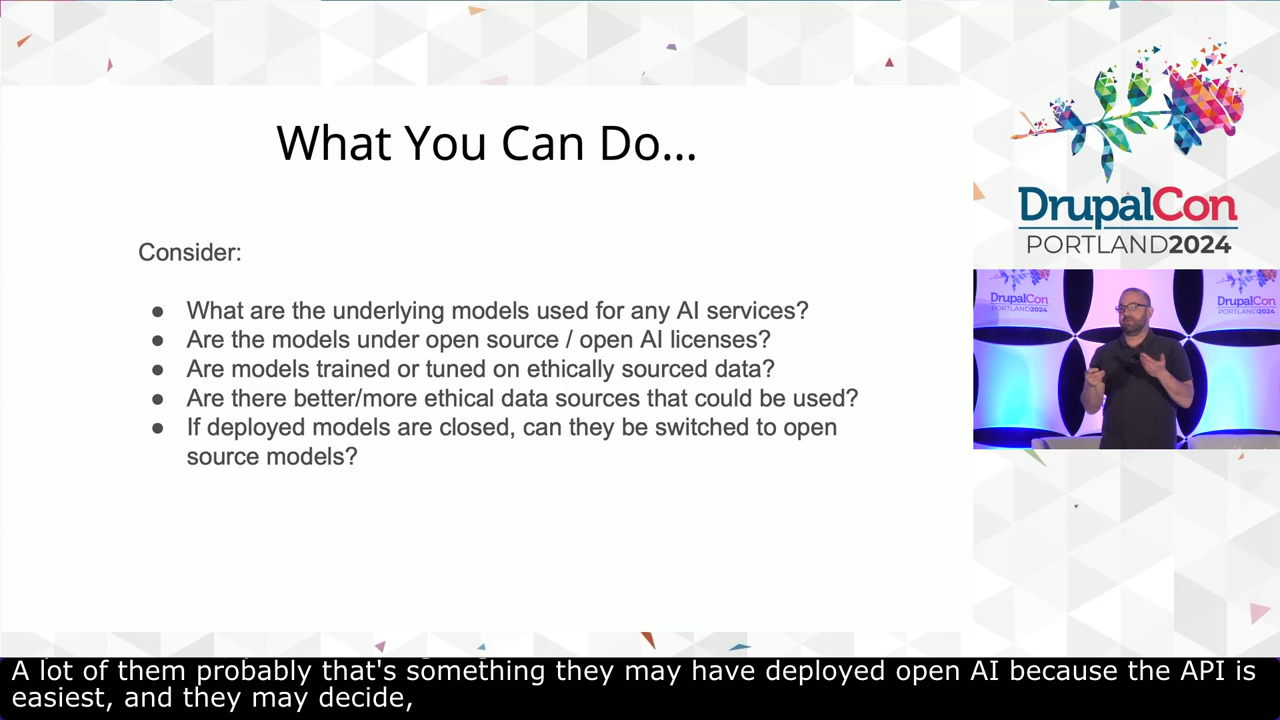 What You Can Do...
Consider:
● What are the underlying models used for any AI services?
● Are the models under open source / open AI licenses?
● Are models trained or tuned on ethically sourced data?
● Are there better/more ethical data sources that could be used?
● If deployed models are closed, can they be switched to open
source models?
DrupalCon
PORTLAND2024
DrupalCon
PORTLAND2024
DrupalCon
PORTLAND2024
A lot of them probably that's something they may have deployed open AI because the API is
easiest, and they may decide,